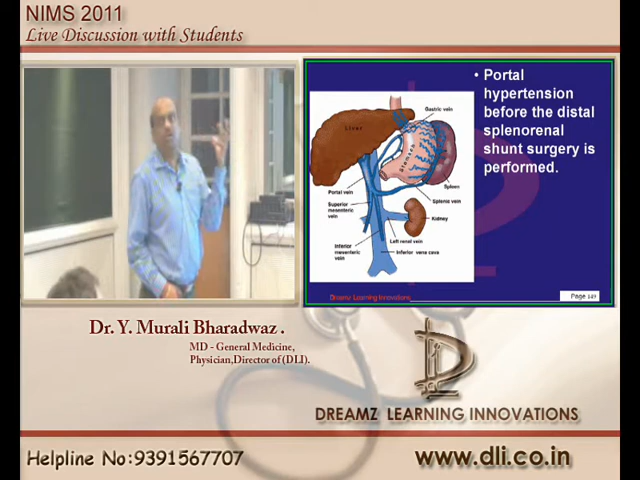 NIMS 2011
Live Discussion with Students
• Portal
hypertension
before the distal
splenorenal
shunt surgery is
performed.
Gastric vein
Liver
Stomach
Spleen
Portal vein
Splenic vein
Superior
mesenteric
vein
Kidney
Left renal vein
Inferior
mesenteric
vein
Inferior vena cava
Dreamz Learning Innovations
Page 149
Dr. Y. Murali Bharadwaz .
MD - General Medicine,
Physician,Director of (DLI).
DREAMZ LEARNING INNOVATIONS
Helpline No:9391567707
www.dli.co.in